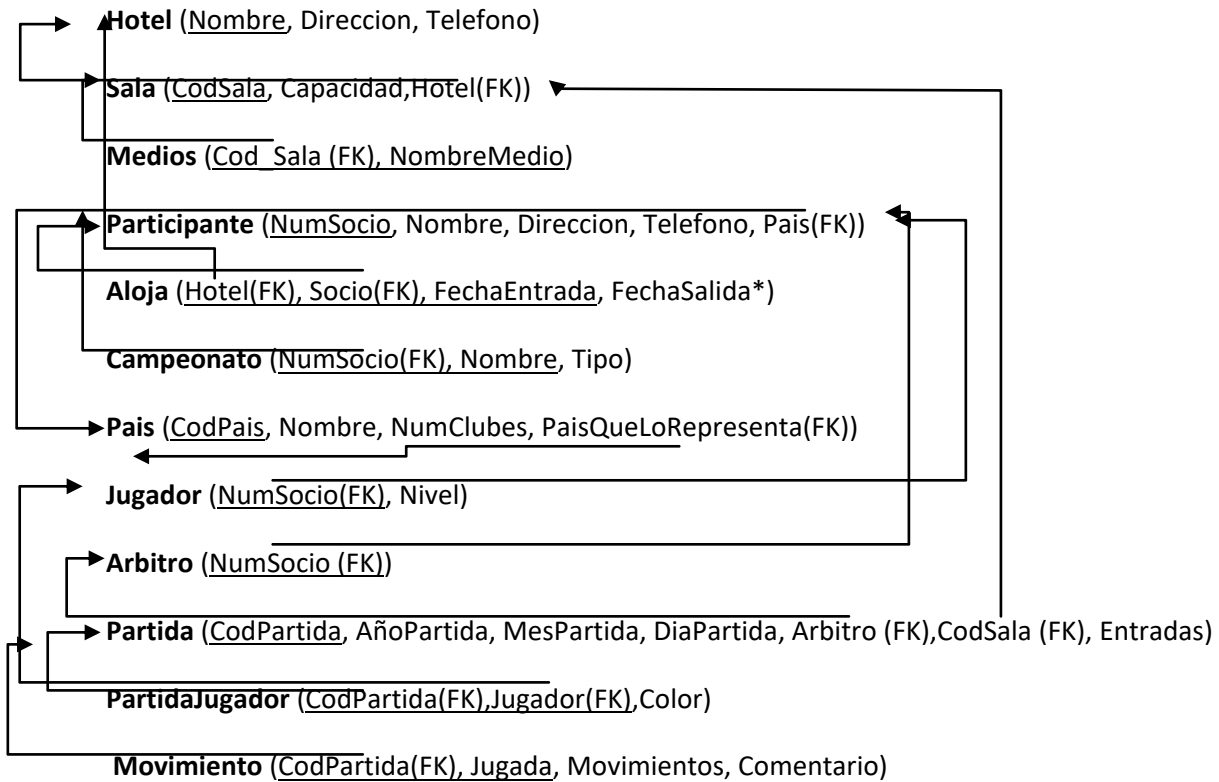 Hotel (Nombre, Direccion, Telefono)
Sala (CodSala, Capacidad,Hotel(FK))
Medios (Cod_Sala (FK), NombreMedio)
Participante (NumSocio, Nombre, Direccion, Telefono, Pais(FK))
Aloja (Hotel(FK), Socio(FK), FechaEntrada, FechaSalida*)
Campeonato (NumSocio(FK), Nombre, Tipo)
Pais (CodPais, Nombre, NumClubes, PaisQueLoRepresenta(FK))
Jugador (NumSocio(FK), Nivel)
Arbitro (NumSocio (FK))
Partida (CodPartida, AñoPartida, MesPartida, DiaPartida, Arbitro (FK),CodSala (FK), Entradas)
PartidaJugador (CodPartida(FK),Jugador(FK),Color)
Movimiento (CodPartida(FK), Jugada, Movimientos, Comentario)